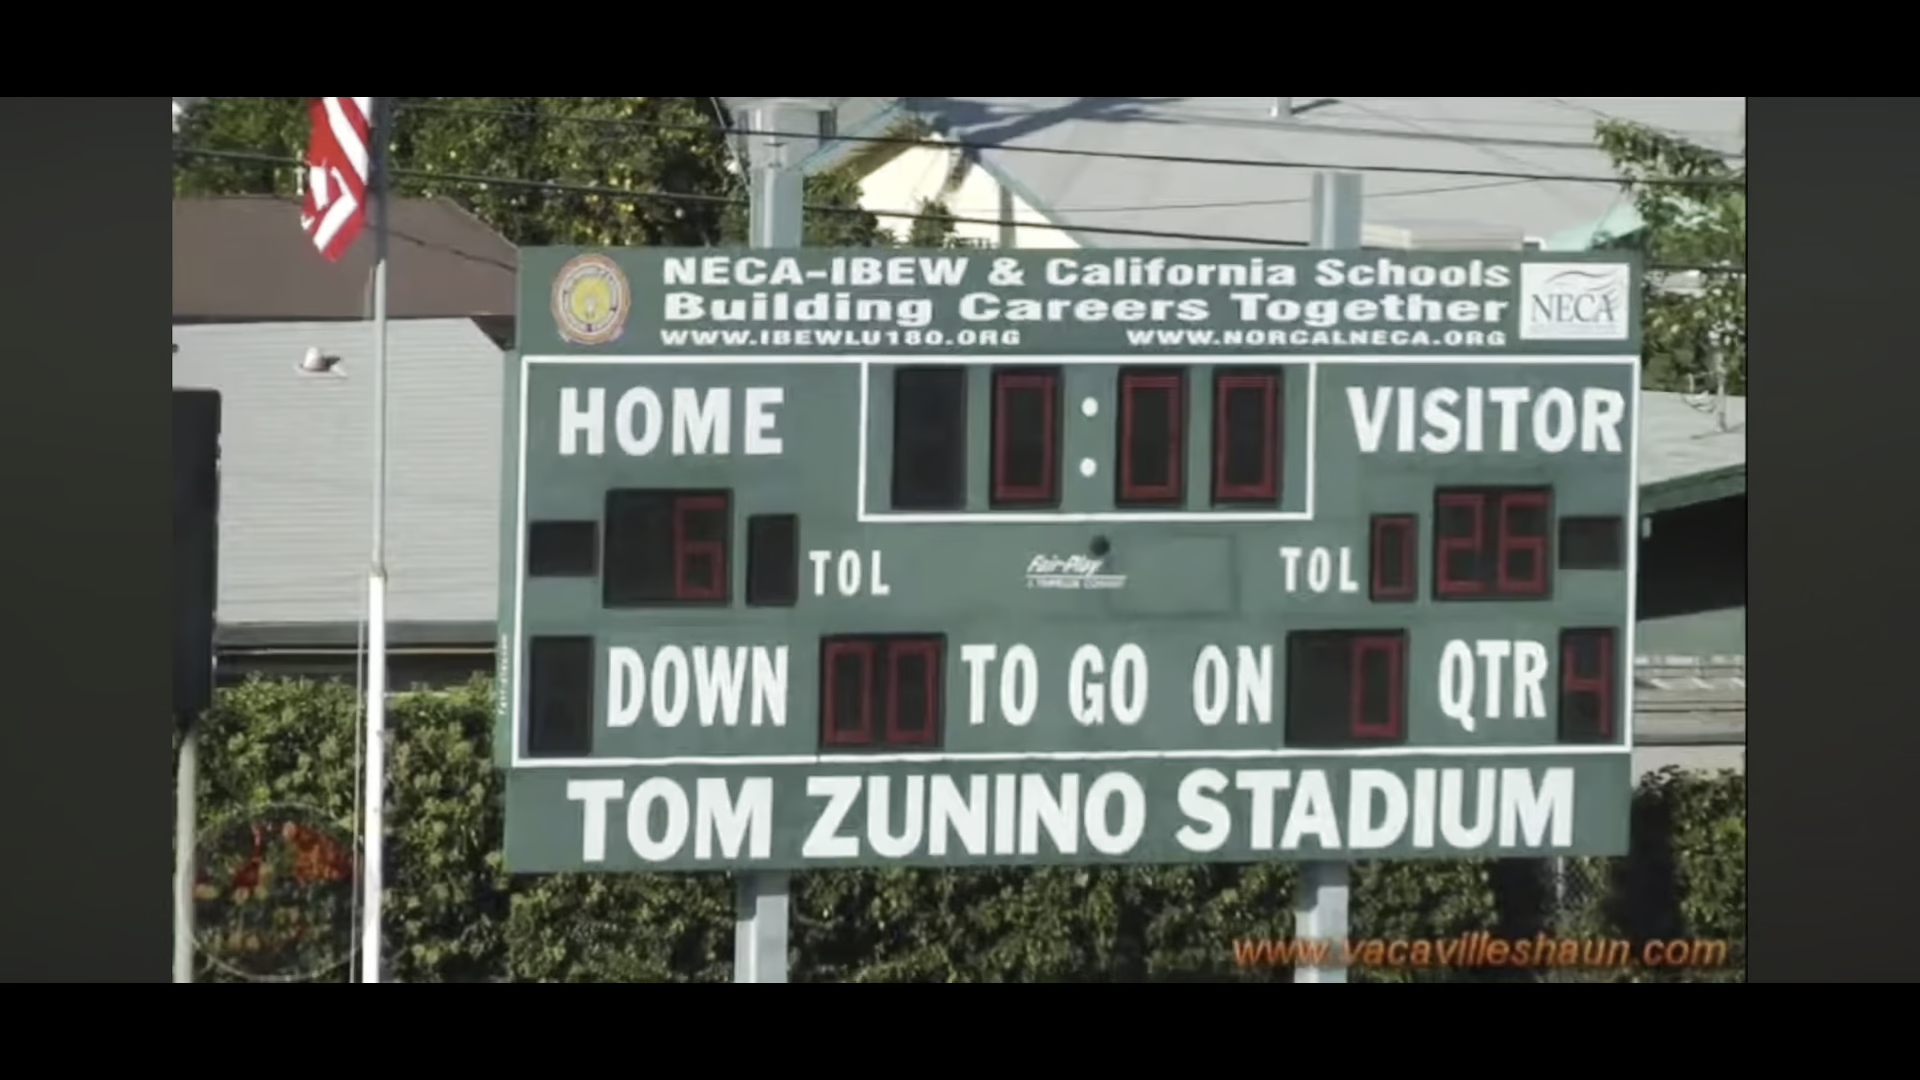 NECA-IBEW & California Schools
Building Careers Together
WWW.IBEWLU180.ORG WWW.NORCALNECA.ORG
NECA
HOME 0:00 VISITOR
6 TOL Fair-Play TOL 0 26
DOWN 00 TO GO ON 0 QTR 4
TOM ZUNINO STADIUM
www.vacavilleshaun.com